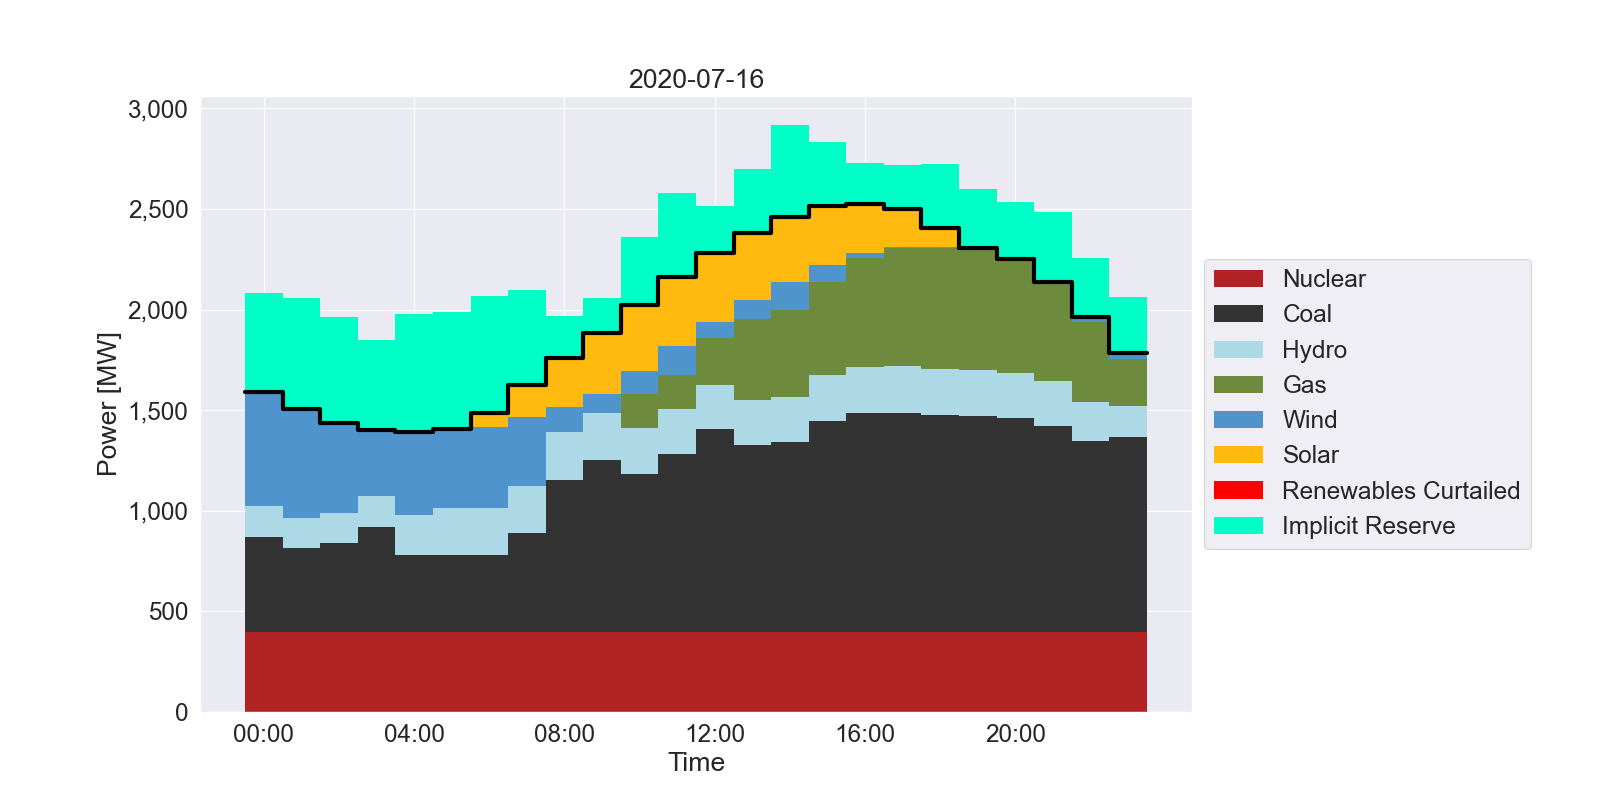 2020-07-16
3,000
2,500
2,000
1,500
1,000
500
0
Power [MW]
00:00 04:00 08:00 12:00 16:00 20:00
Time
Nuclear
Coal
Hydro
Gas
Wind
Solar
Renewables Curtailed
Implicit Reserve